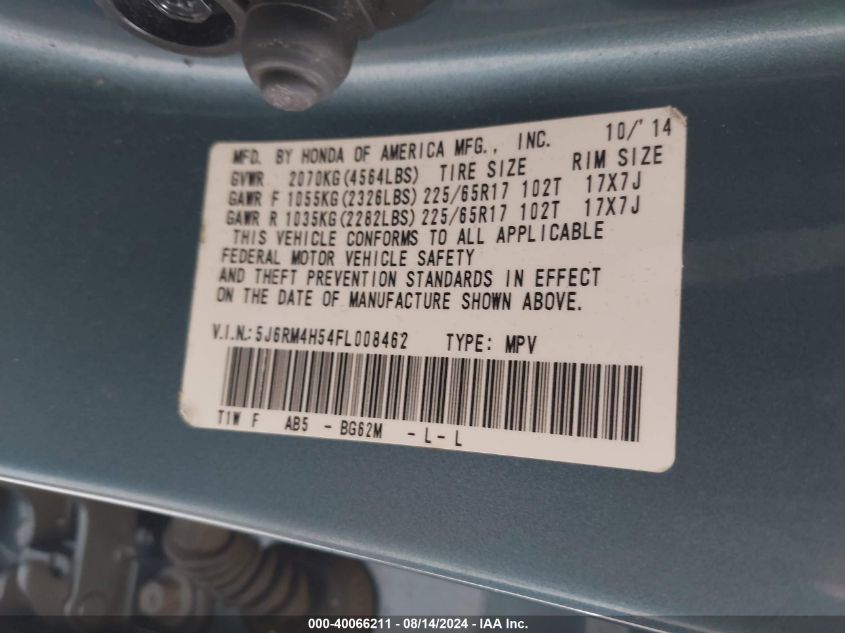 MFD. BY HONDA OF AMERICA MFG., INC. 10/'14
GVWR 2070KG(4564LBS) TIRE SIZE RIM SIZE
GAWR F 1055KG(2326LBS) 225/65R17 102T 17X7J
GAWR R 1035KG(2282LBS) 225/65R17 102T 17X7J
THIS VEHICLE CONFORMS TO ALL APPLICABLE
FEDERAL MOTOR VEHICLE SAFETY
AND THEFT PREVENTION STANDARDS IN EFFECT
ON THE DATE OF MANUFACTURE SHOWN ABOVE.
V.I.N.: 5J6RM4H54FL008462 TYPE: MPV
T1W F AB5 - BG62M - L - L
000-40066211 - 08/14/2024 - IAA Inc.